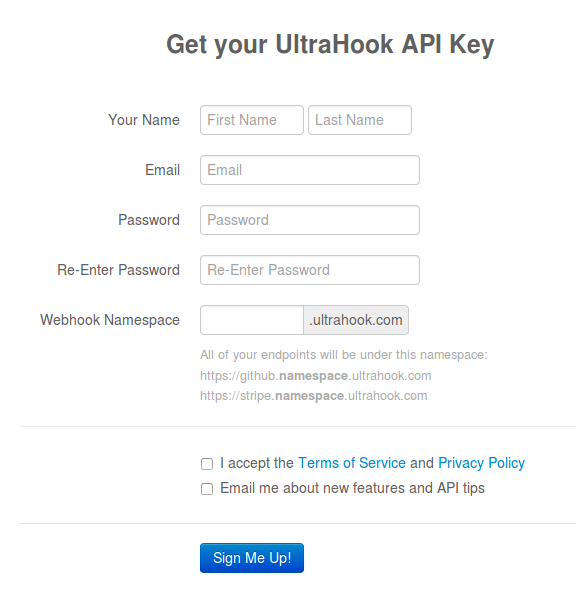 Get your UltraHook API Key
Your Name First Name Last Name
Email Email
Password Password
Re-Enter Password Re-Enter Password
Webhook Namespace .ultrahook.com
All of your endpoints will be under this namespace:
https://github.namespace.ultrahook.com
https://stripe.namespace.ultrahook.com
I accept the Terms of Service and Privacy Policy
Email me about new features and API tips
Sign Me Up!